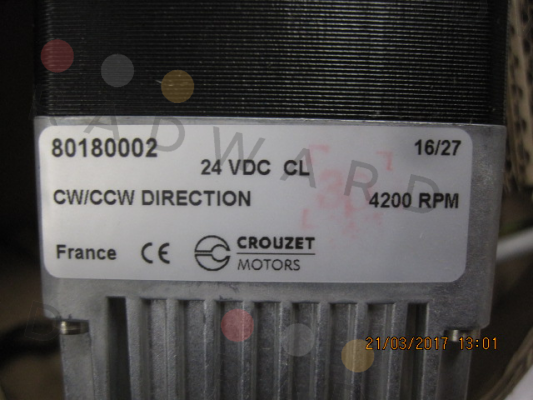 80180002 16/27
24 VDC CL
CW/CCW DIRECTION 4200 RPM
France CE CROUZET
MOTORS
RADWARD
21/03/2017 13:01